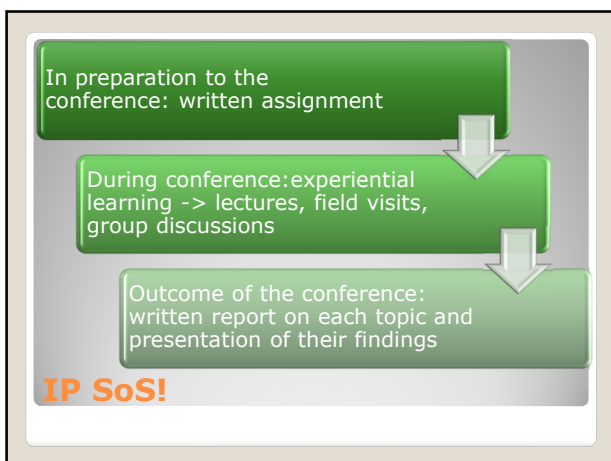 In preparation to the
conference: written assignment
During conference:experiential
learning -> lectures, field visits,
group discussions
Outcome of the conference:
written report on each topic and
presentation of their findings
IP SoS!